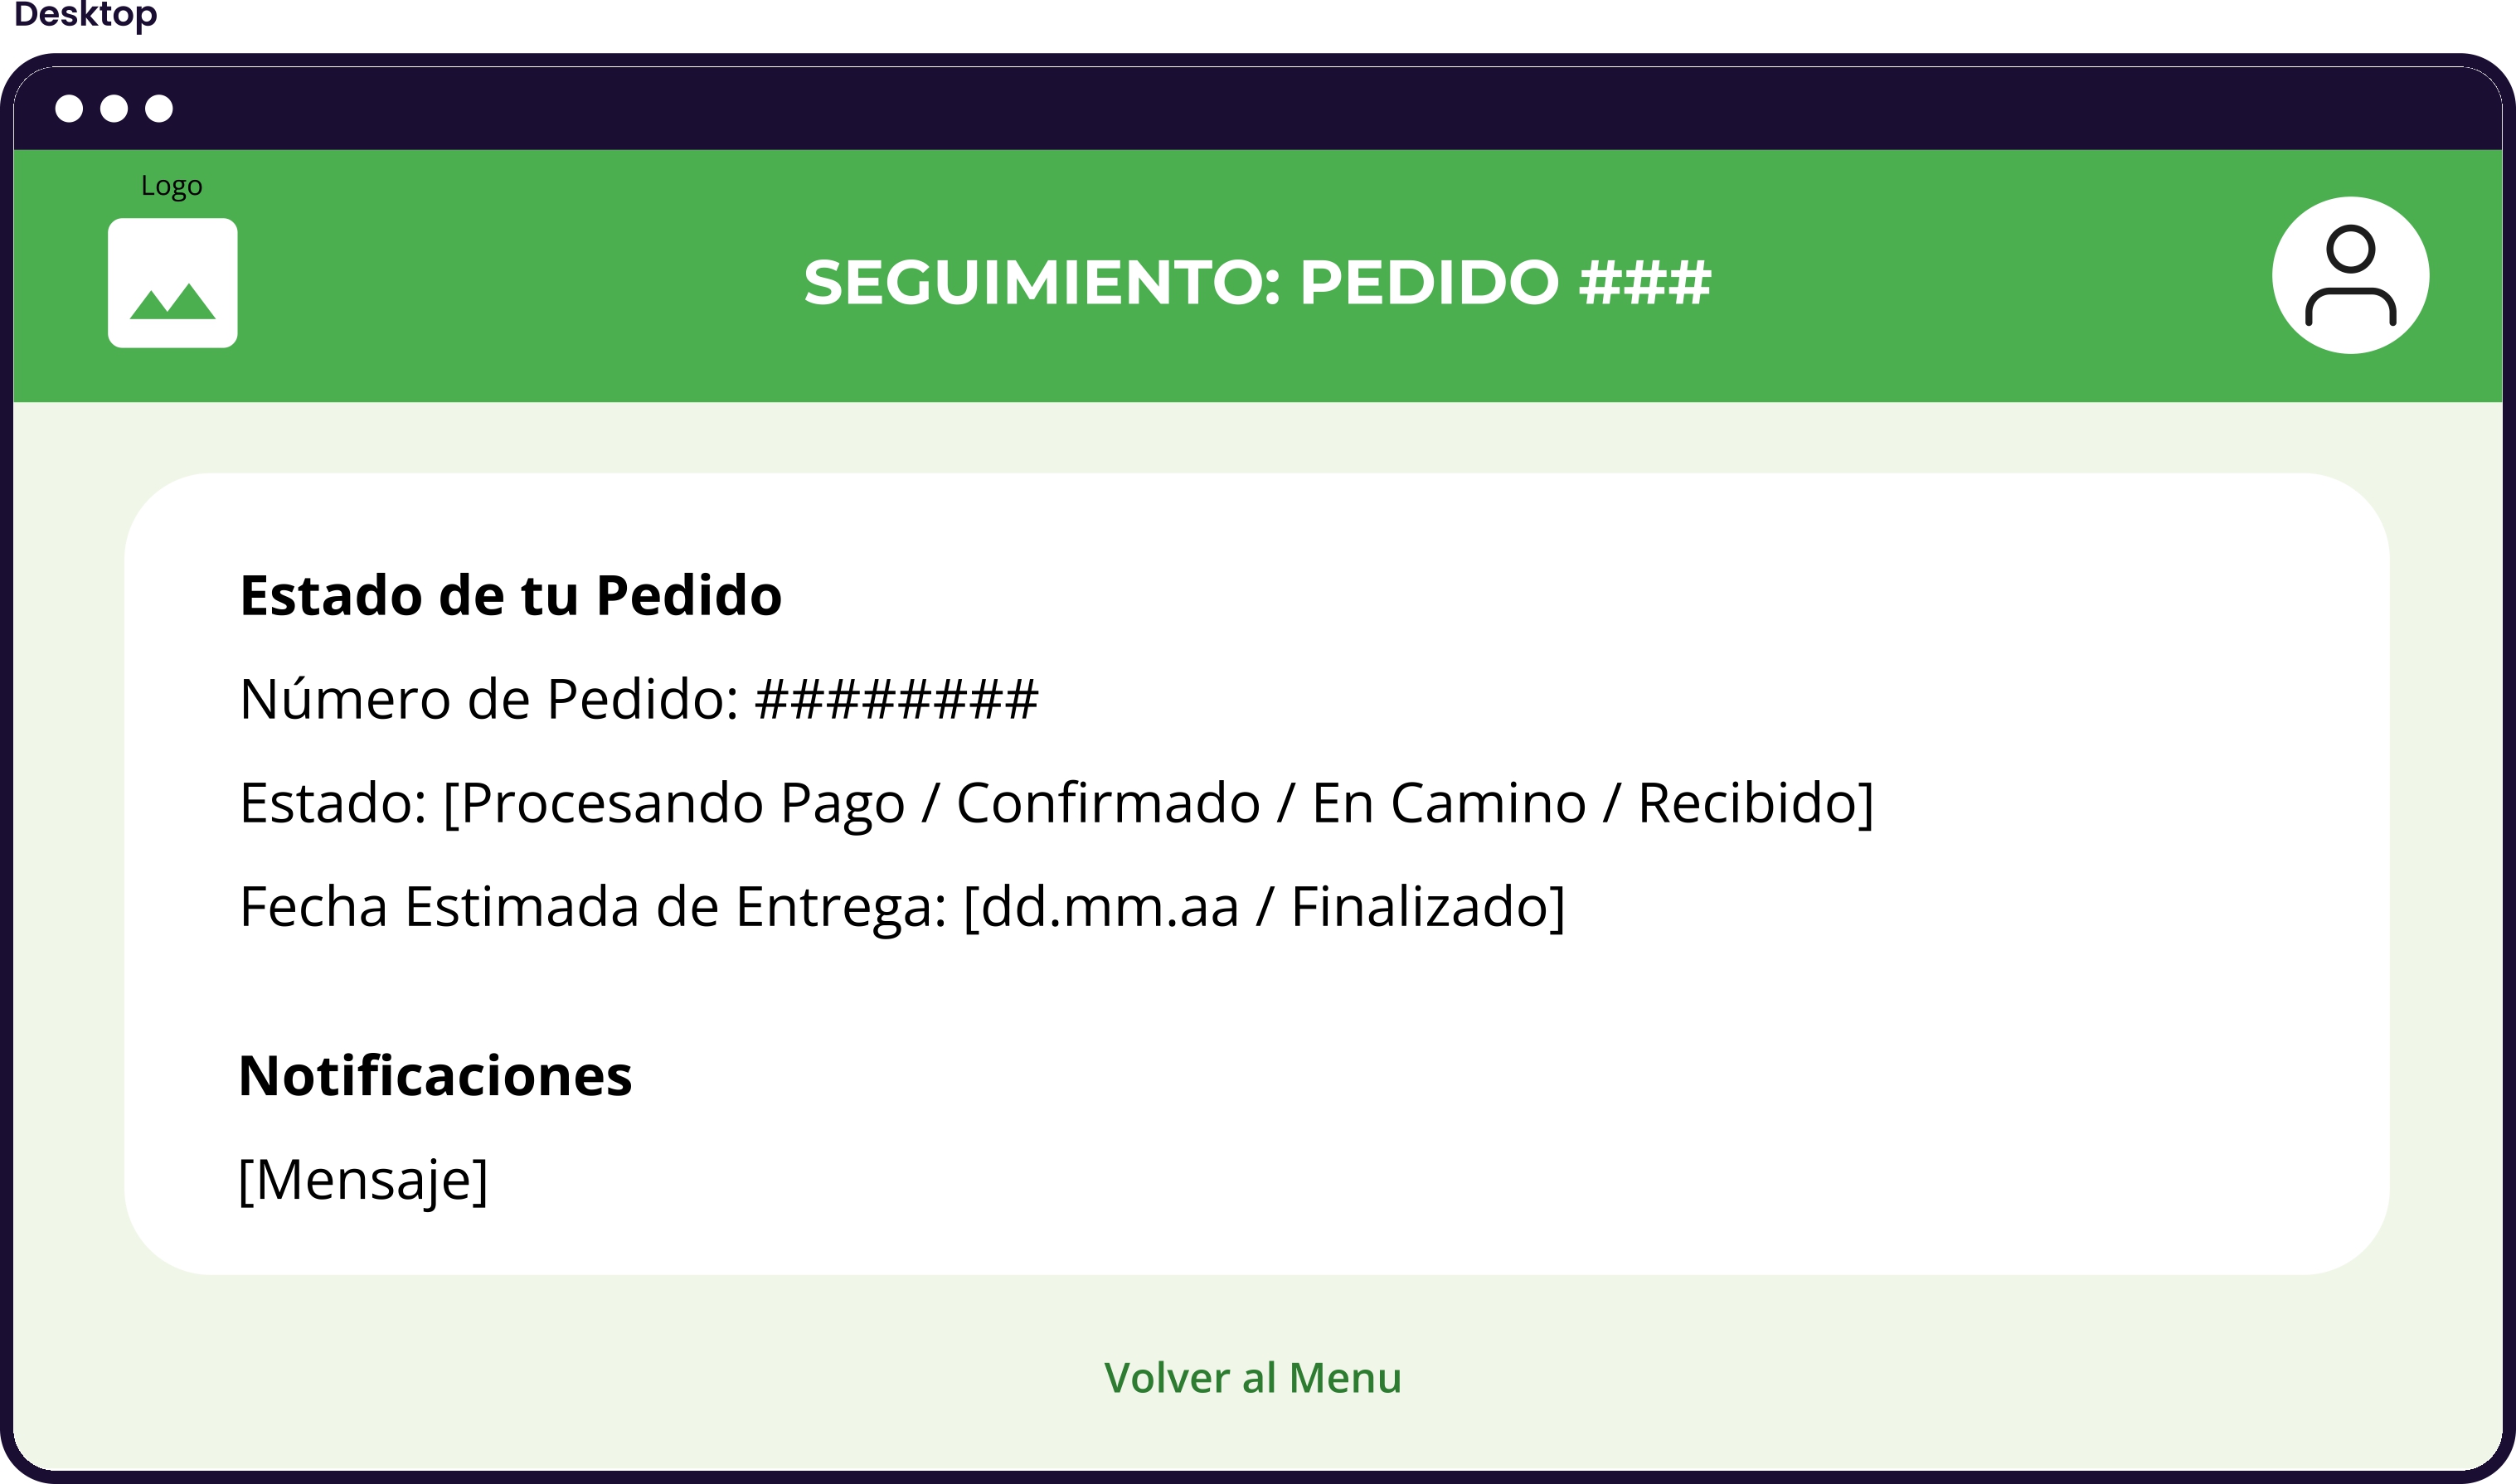 Desktop
Logo
SEGUIMIENTO: PEDIDO ###
Estado de tu Pedido
Número de Pedido: ########
Estado: [Procesando Pago / Confirmado / En Camino / Recibido]
Fecha Estimada de Entrega: [dd.mm.aa / Finalizado]
Notificaciones
[Mensaje]
Volver al Menu